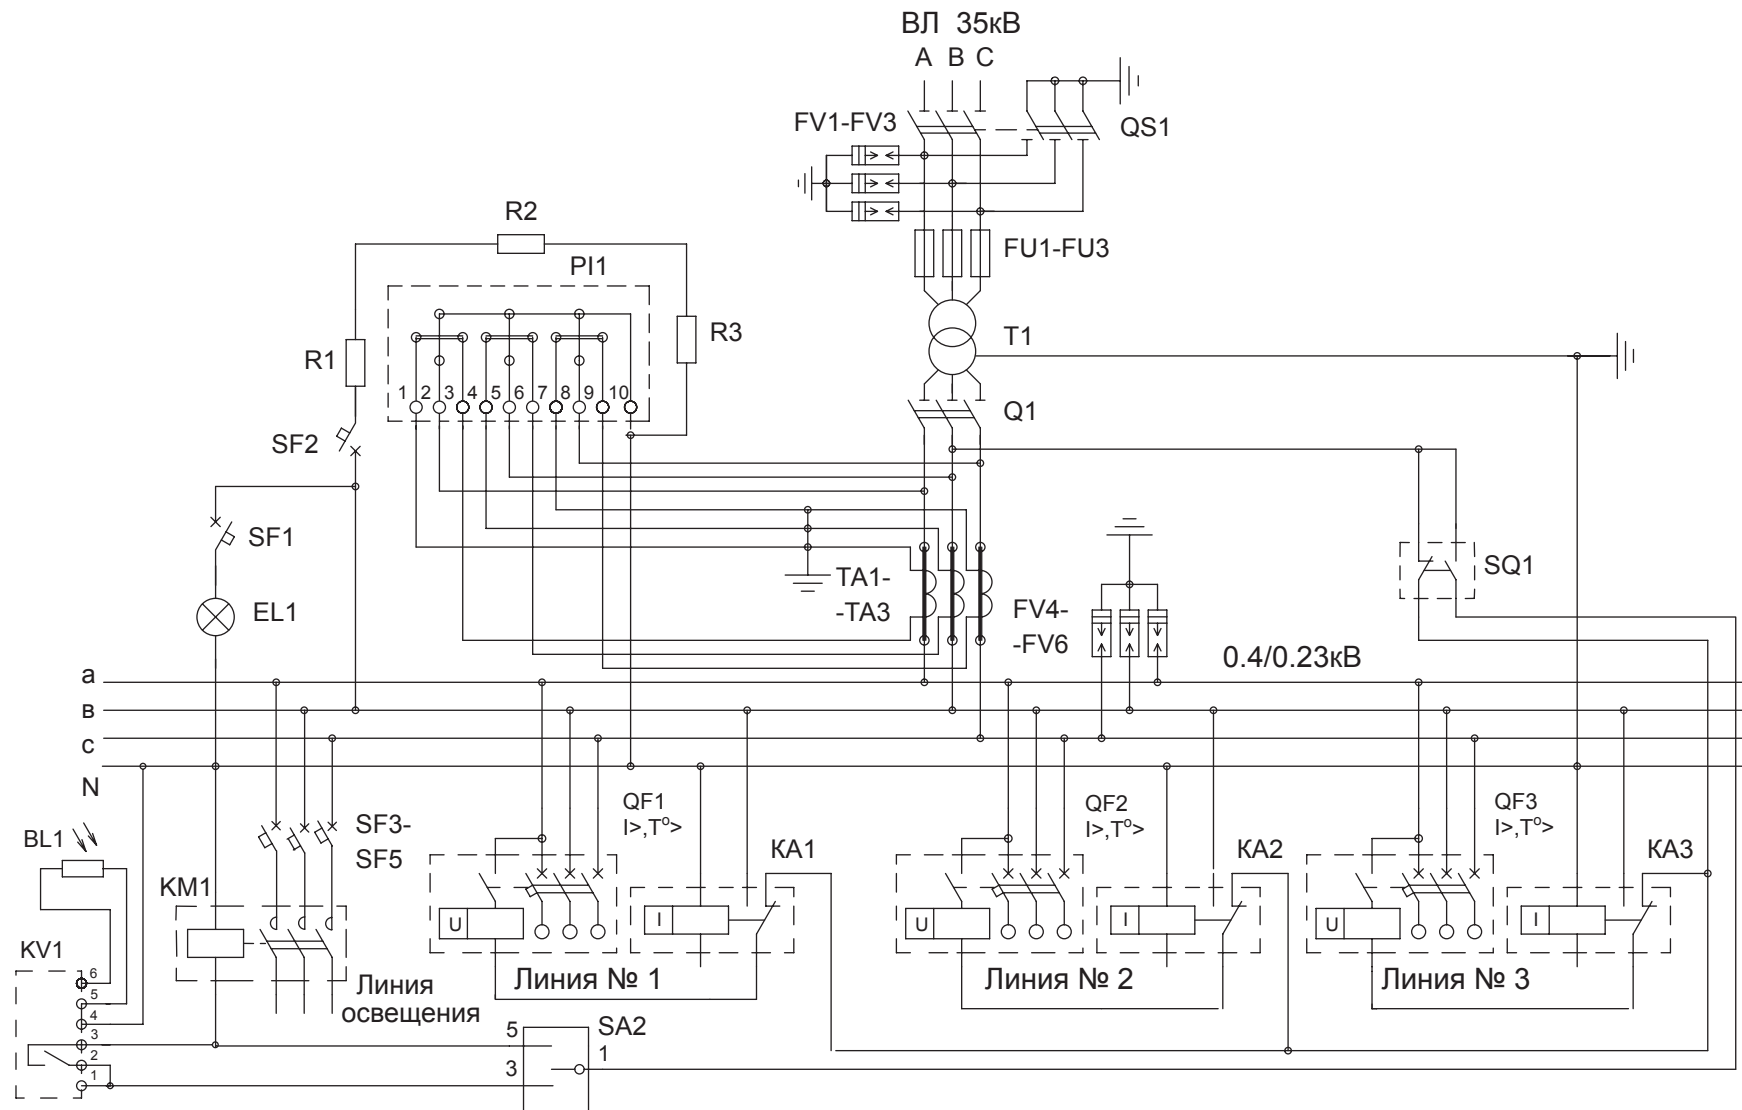 ВЛ 35кВ
A B C
FV1-FV3
QS1
R2
FU1-FU3
PI1
R1
R3
T1
1 2 3 4 5 6 7 8 9 10
Q1
SF2
SF1
SQ1
TA1-
-TA3
EL1
FV4-
-FV6
0.4/0.23кВ
a
в
c
N
BL1
SF3-
SF5
QF1
I>,T°>
QF2
I>,T°>
QF3
I>,T°>
KA1
KA2
KA3
KM1
U
I
U
I
U
I
KV1
6
5
4
3
2
1
Линия
освещения
Линия № 1
Линия № 2
Линия № 3
SA2
5
3
1